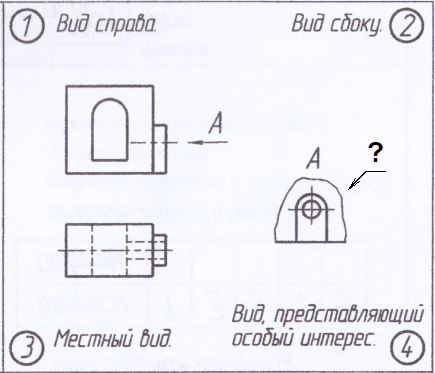 1 Вид справа.
Вид сбоку. 2
А
А
?
3 Местный вид.
Вид, представляющий
особый интерес. 4